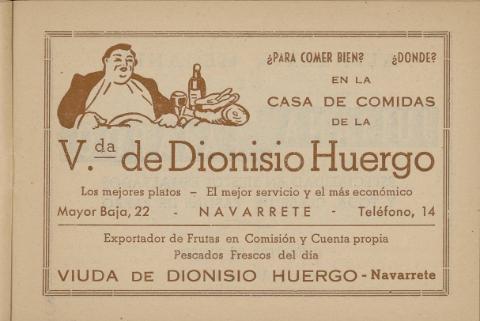 ¿PARA COMER BIEN? ¿DONDE?
EN LA
CASA DE COMIDAS
DE LA
V.da de Dionisio Huergo
Los mejores platos – El mejor servicio y el más económico
Mayor Baja, 22 - NAVARRETE - Teléfono, 14
Exportador de Frutas en Comisión y Cuenta propia
Pescados Frescos del día
VIUDA DE DIONISIO HUERGO - Navarrete